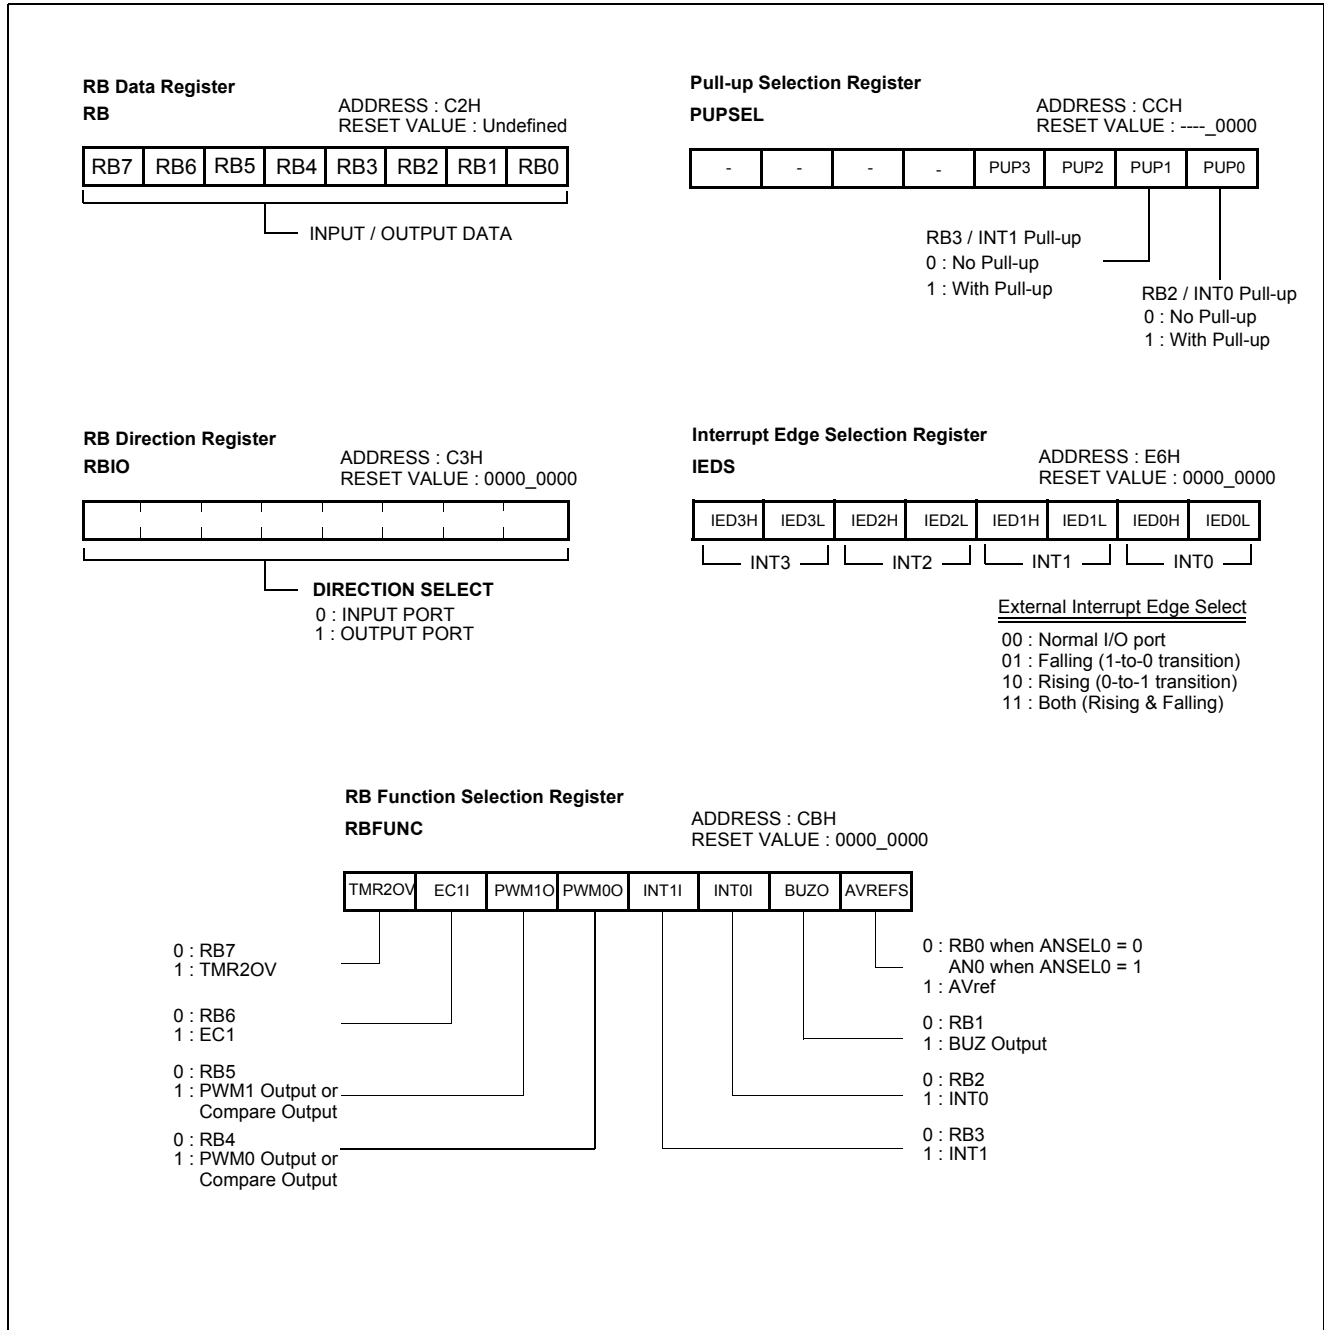 RB Data Register
RB
ADDRESS : C2H
RESET VALUE : Undefined
RB7 RB6 RB5 RB4 RB3 RB2 RB1 RB0
INPUT / OUTPUT DATA
Pull-up Selection Register
PUPSEL
ADDRESS : CCH
RESET VALUE : ----_0000
- - - - PUP3 PUP2 PUP1 PUP0
RB3 / INT1 Pull-up
0 : No Pull-up
1 : With Pull-up
RB2 / INT0 Pull-up
0 : No Pull-up
1 : With Pull-up
RB Direction Register
RBIO
ADDRESS : C3H
RESET VALUE : 0000_0000
DIRECTION SELECT
0 : INPUT PORT
1 : OUTPUT PORT
Interrupt Edge Selection Register
IEDS
ADDRESS : E6H
RESET VALUE : 0000_0000
IED3H IED3L IED2H IED2L IED1H IED1L IED0H IED0L
INT3 INT2 INT1 INT0
External Interrupt Edge Select
00 : Normal I/O port
01 : Falling (1-to-0 transition)
10 : Rising (0-to-1 transition)
11 : Both (Rising & Falling)
RB Function Selection Register
RBFUNC
ADDRESS : CBH
RESET VALUE : 0000_0000
TMR2OV EC1I PWM1O PWM0O INT1I INT0I BUZO AVREFS
0 : RB7
1 : TMR2OV
0 : RB6
1 : EC1
0 : RB5
1 : PWM1 Output or
Compare Output
0 : RB4
1 : PWM0 Output or
Compare Output
0 : RB0 when ANSEL0 = 0
AN0 when ANSEL0 = 1
1 : AVref
0 : RB1
1 : BUZ Output
0 : RB2
1 : INT0
0 : RB3
1 : INT1